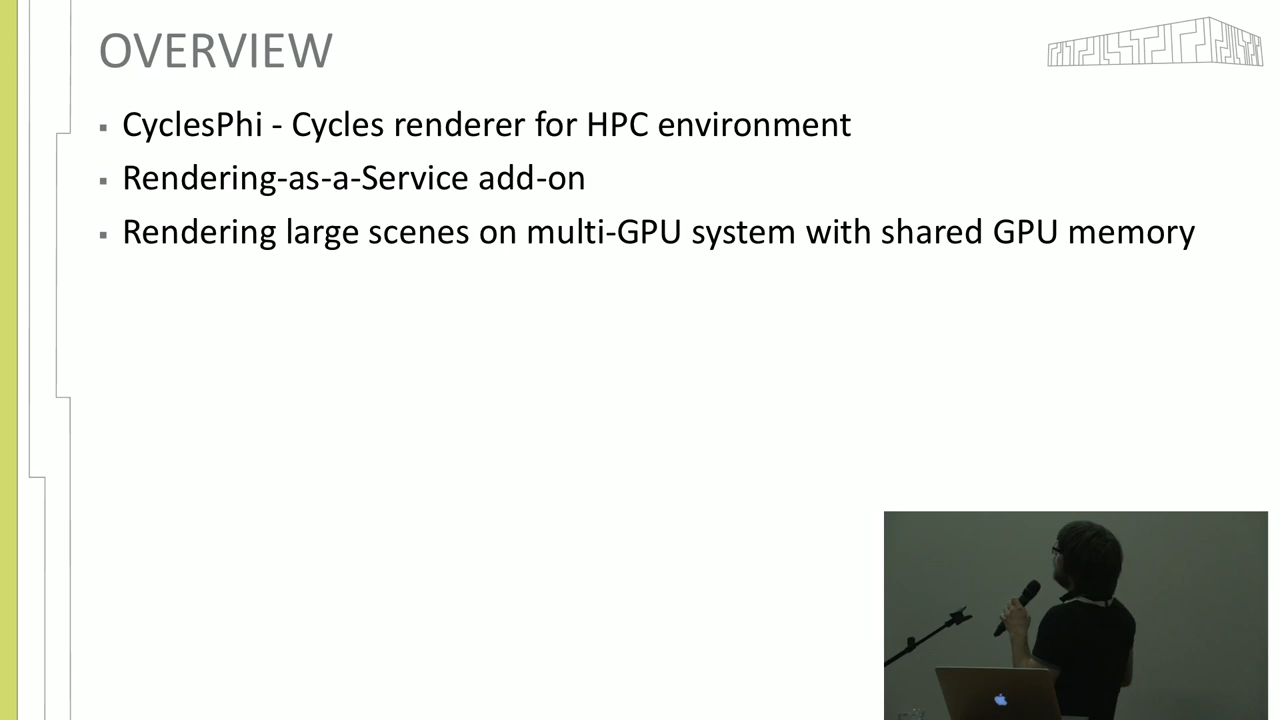 OVERVIEW
▪ CyclesPhi - Cycles renderer for HPC environment
▪ Rendering-as-a-Service add-on
▪ Rendering large scenes on multi-GPU system with shared GPU memory